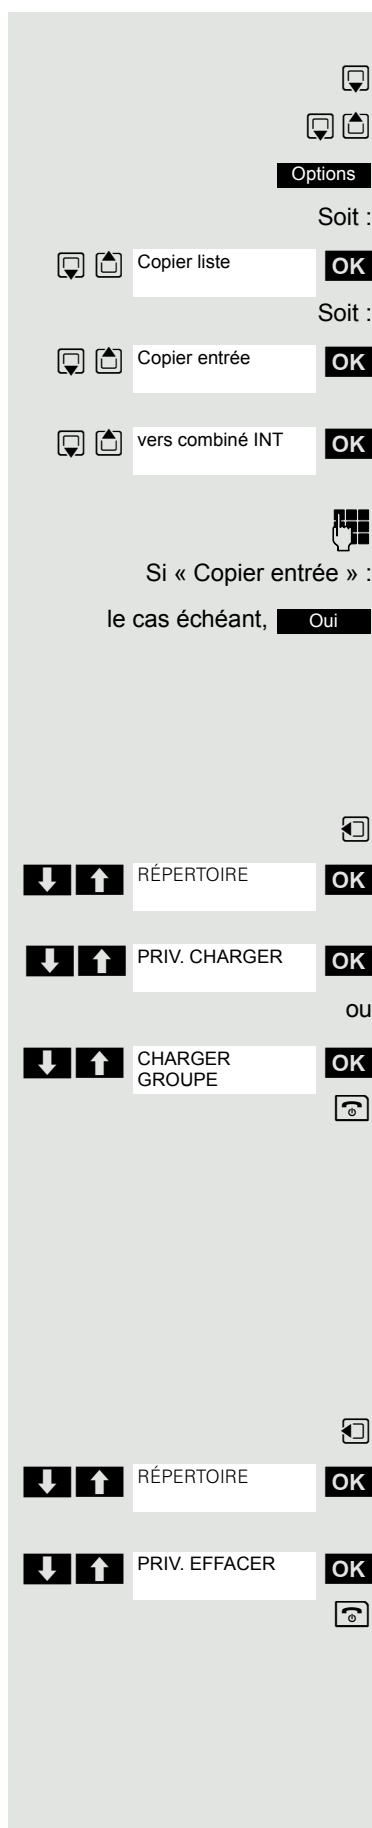 Options
Soit :
Copier liste OK
Soit :
Copier entrée OK
vers combiné INT OK
Si « Copier entrée » :
le cas échéant, Oui
RÉPERTOIRE OK
PRIV. CHARGER OK
ou
CHARGER OK
GROUPE
RÉPERTOIRE OK
PRIV. EFFACER OK